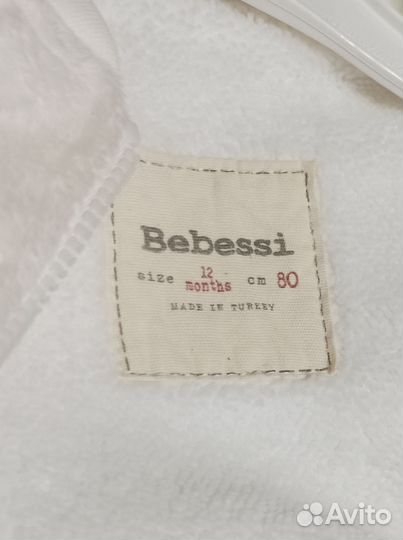 Bebessi
size 12 months cm 80
MADE IN TURKEY
Avito